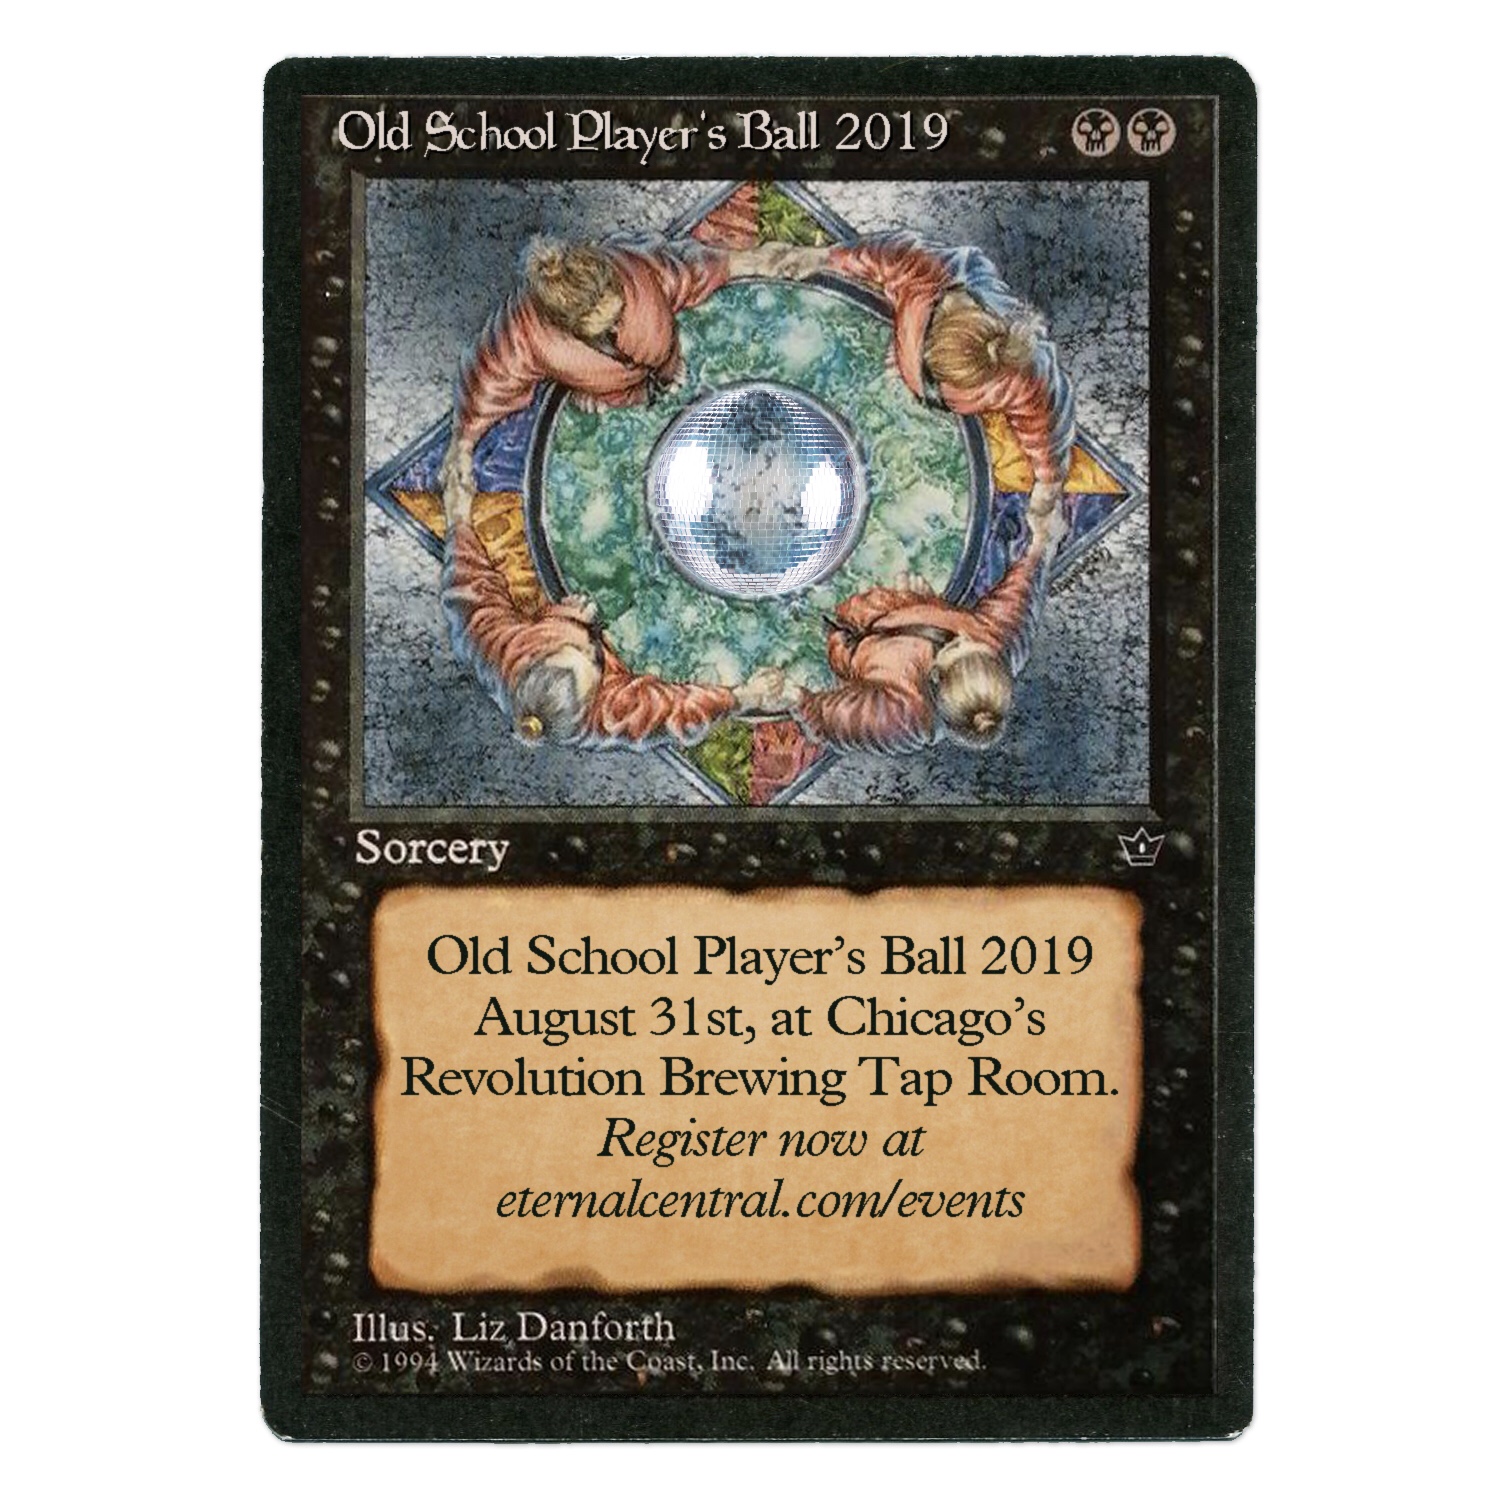 Old School Player's Ball 2019
Sorcery
Old School Player's Ball 2019
August 31st, at Chicago's
Revolution Brewing Tap Room.
Register now at
eternalcentral.com/events
Illus. Liz Danforth
© 1994 Wizards of the Coast, Inc. All rights reserved.